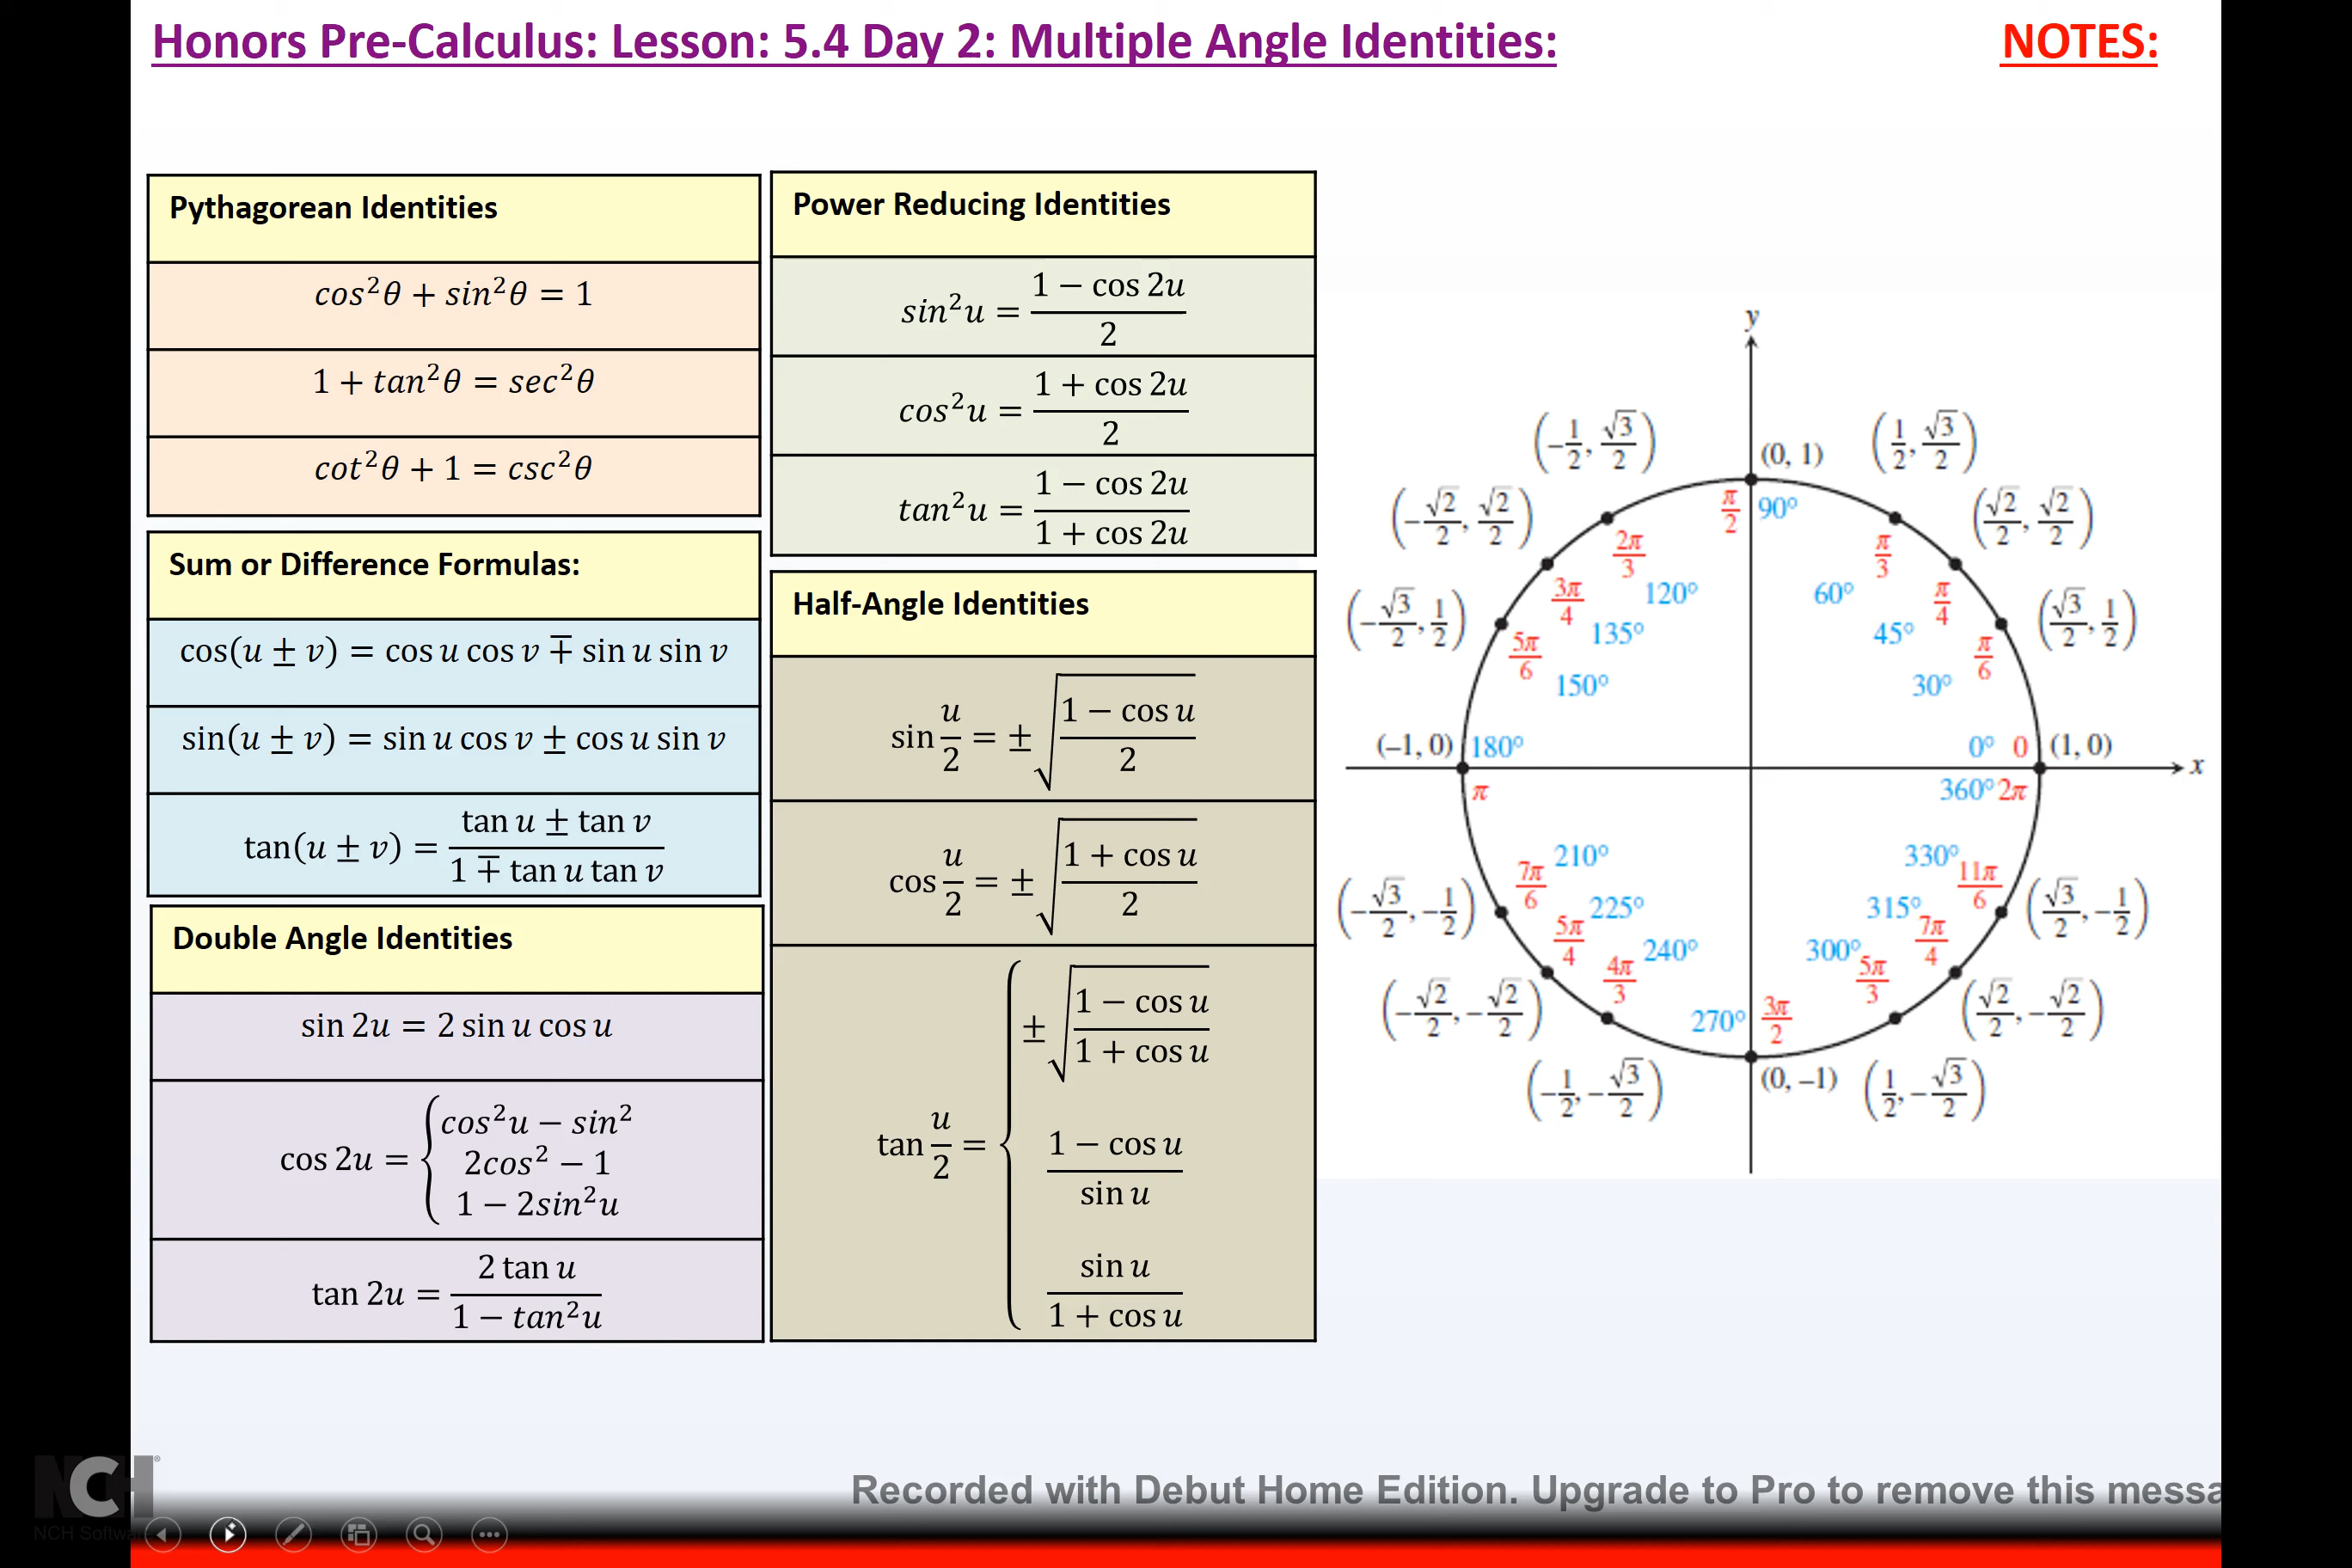 Honors Pre-Calculus: Lesson: 5.4 Day 2: Multiple Angle Identities:
NOTES:
Pythagorean Identities
cos²θ + sin²θ = 1
1 + tan²θ = sec²θ
cot²θ + 1 = csc²θ
Sum or Difference Formulas:
cos(u ± v) = cos u cos v ∓ sin u sin v
sin(u ± v) = sin u cos v ± cos u sin v
tan(u ± v) = (tan u ± tan v)/(1 ∓ tan u tan v)
Double Angle Identities
sin 2u = 2 sin u cos u
cos 2u = {cos²u − sin²
2cos² − 1
1 − 2sin²u
tan 2u = (2 tan u)/(1 − tan²u)
Power Reducing Identities
sin²u = (1 − cos 2u)/2
cos²u = (1 + cos 2u)/2
tan²u = (1 − cos 2u)/(1 + cos 2u)
Half-Angle Identities
sin u/2 = ±√((1 − cos u)/2)
cos u/2 = ±√((1 + cos u)/2)
tan u/2 = {±√((1 − cos u)/(1 + cos u))
(1 − cos u)/(sin u)
(sin u)/(1 + cos u)
y
(−1/2, √3/2) (0, 1) (1/2, √3/2)
(−√2/2, √2/2) π/2 90° (√2/2, √2/2)
2π/3 π/3
3π/4 120° 60° π/4
(−√3/2, 1/2) 135° 45° (√3/2, 1/2)
5π/6 150° 30° π/6
(−1, 0) 180° 0° 0 (1, 0)
x
π 360° 2π
7π/6 210° 330° 11π/6
(−√3/2, −1/2) 225° 315° (√3/2, −1/2)
5π/4 240° 300° 7π/4
4π/3 5π/3
(−√2/2, −√2/2) 270° 3π/2 (√2/2, −√2/2)
(−1/2, −√3/2) (0, −1) (1/2, −√3/2)
NCH®
NCH Softwa
Recorded with Debut Home Edition. Upgrade to Pro to remove this messa